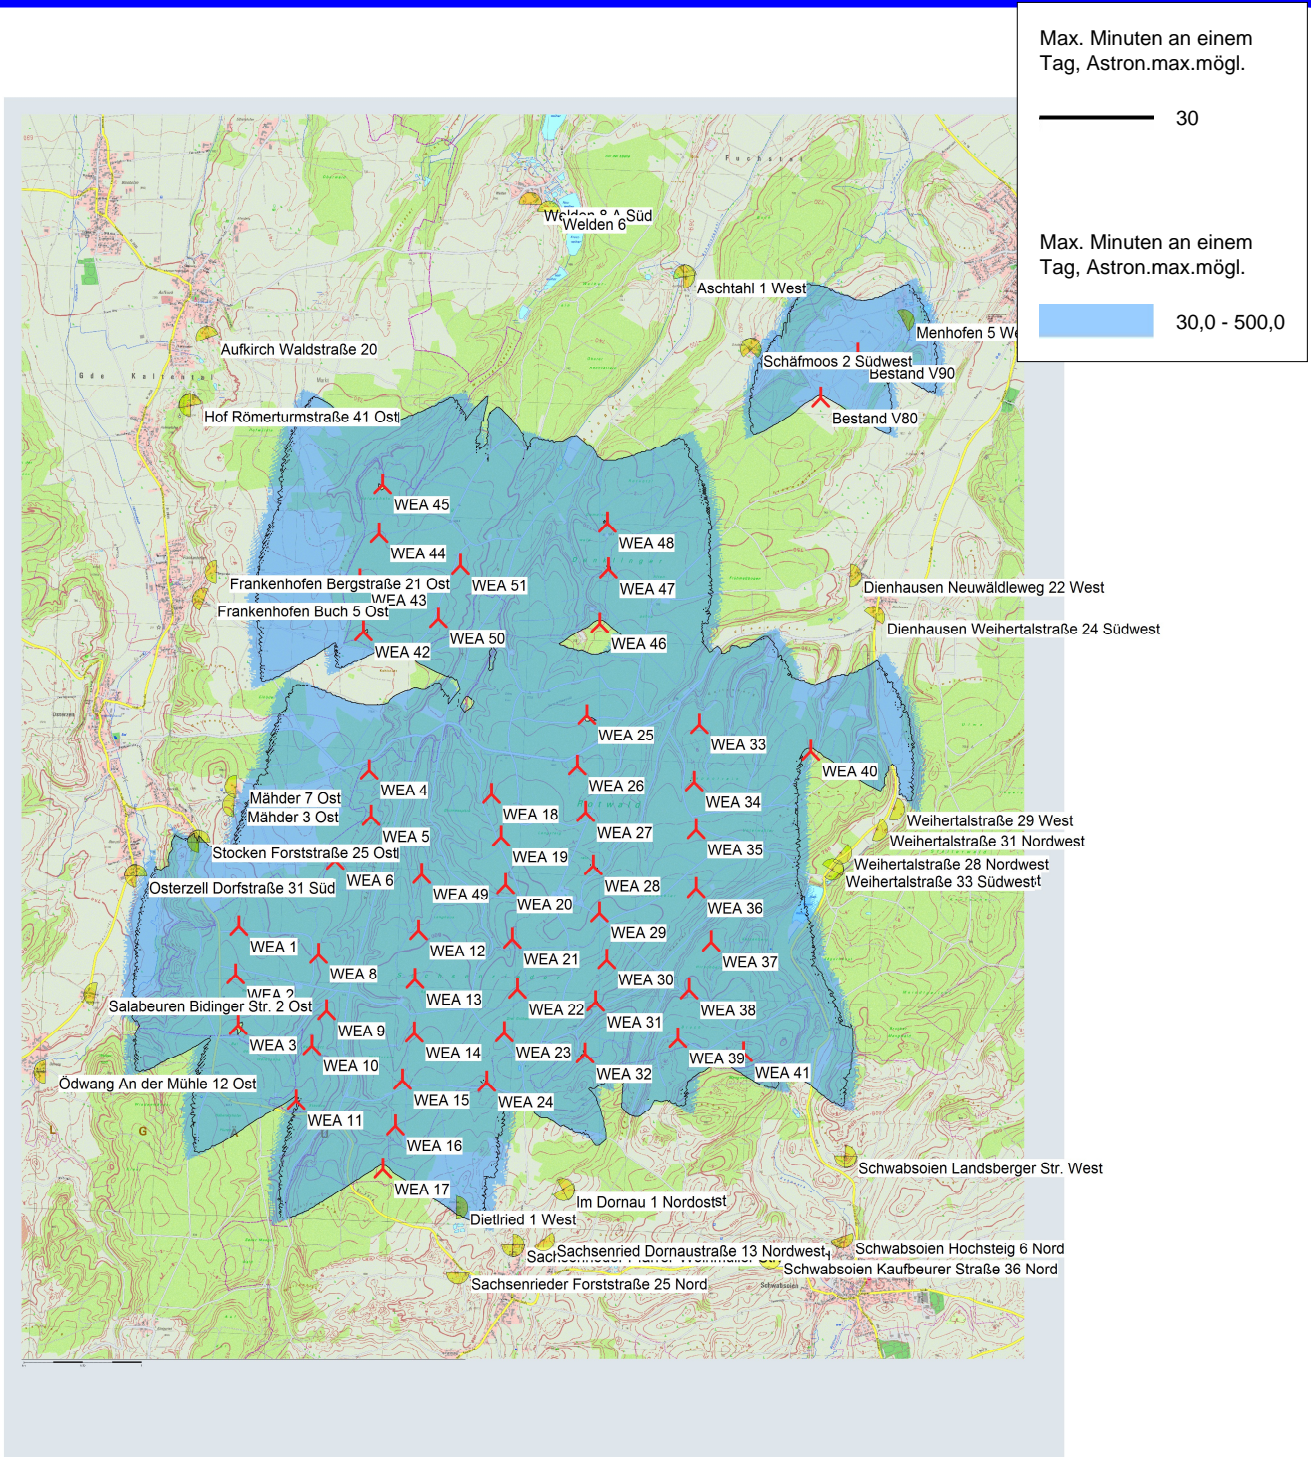 Max. Minuten an einem
Tag, Astron.max.mögl.
30
Max. Minuten an einem
Tag, Astron.max.mögl.
30,0 - 500,0
Fuchstal
Welden 8 A Süd
Welden 6
Aschtahl 1 West
Menhofen 5 We
Aufkirch Waldstraße 20
Schäfmoos 2 Südwest
Bestand V90
Gde Kaltental
Hof Römerturmstraße 41 Ost
Bestand V80
WEA 45
WEA 48
WEA 44
Frankenhofen Bergstraße 21 Ost
WEA 51
WEA 47
Dienhausen Neuwäldleweg 22 West
WEA 43
Frankenhofen Buch 5 Ost
Dienhausen Weihertalstraße 24 Südwest
WEA 50
WEA 46
WEA 42
WEA 25
WEA 33
WEA 40
WEA 4
WEA 26
WEA 34
Mähder 7 Ost
WEA 18
Mähder 3 Ost
WEA 27
Weihertalstraße 29 West
WEA 5
WEA 35
Weihertalstraße 31 Nordwest
Stocken Forststraße 25 Ost
WEA 19
Weihertalstraße 28 Nordwest
WEA 6
Osterzell Dorfstraße 31 Süd
WEA 49
WEA 28
Weihertalstraße 33 Südwest
WEA 20
WEA 36
WEA 29
WEA 1
WEA 12
WEA 21
WEA 37
WEA 8
WEA 30
WEA 2
WEA 13
Salabeuren Bidinger Str. 2 Ost
WEA 22
WEA 38
WEA 31
WEA 9
WEA 3
WEA 14
WEA 23
WEA 39
WEA 10
WEA 32
WEA 41
Ödwang An der Mühle 12 Ost
WEA 15
WEA 24
WEA 11
WEA 16
Schwabsoien Landsberger Str. West
WEA 17
Im Dornau 1 Nordost
Dietlried 1 West
Sachsenried Dornaustraße 13 Nordwest
Schwabsoien Hochsteig 6 Nord
Schwabsoien Kaufbeurer Straße 36 Nord
Sachsenrieder Forststraße 25 Nord
Schwabsoien